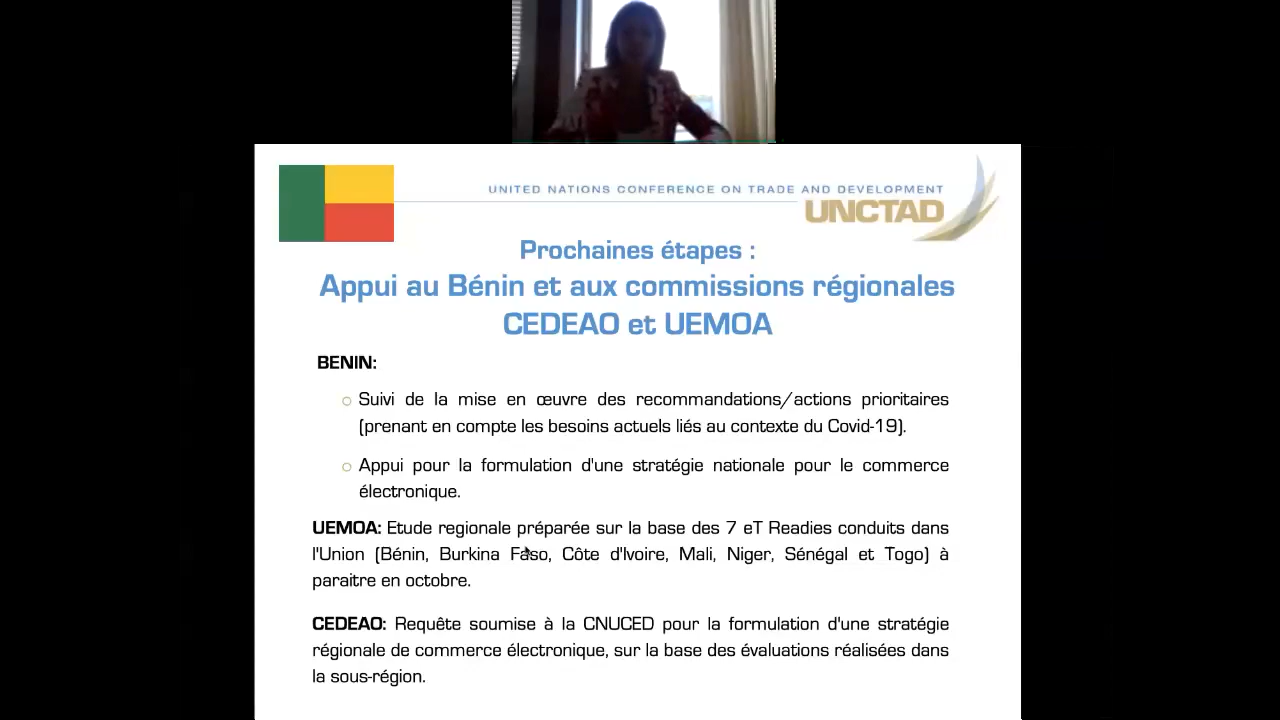 UNITED NATIONS CONFERENCE ON TRADE AND DEVELOPMENT
UNCTAD
Prochaines étapes :
Appui au Bénin et aux commissions régionales
CEDEAO et UEMOA
BENIN:
o Suivi de la mise en œuvre des recommandations/actions prioritaires
(prenant en compte les besoins actuels liés au contexte du Covid-19).
o Appui pour la formulation d'une stratégie nationale pour le commerce
électronique.
UEMOA: Etude regionale préparée sur la base des 7 eT Readies conduits dans
l'Union (Bénin, Burkina Faso, Côte d'Ivoire, Mali, Niger, Sénégal et Togo) à
paraitre en octobre.
CEDEAO: Requête soumise à la CNUCED pour la formulation d'une stratégie
régionale de commerce électronique, sur la base des évaluations réalisées dans
la sous-région.